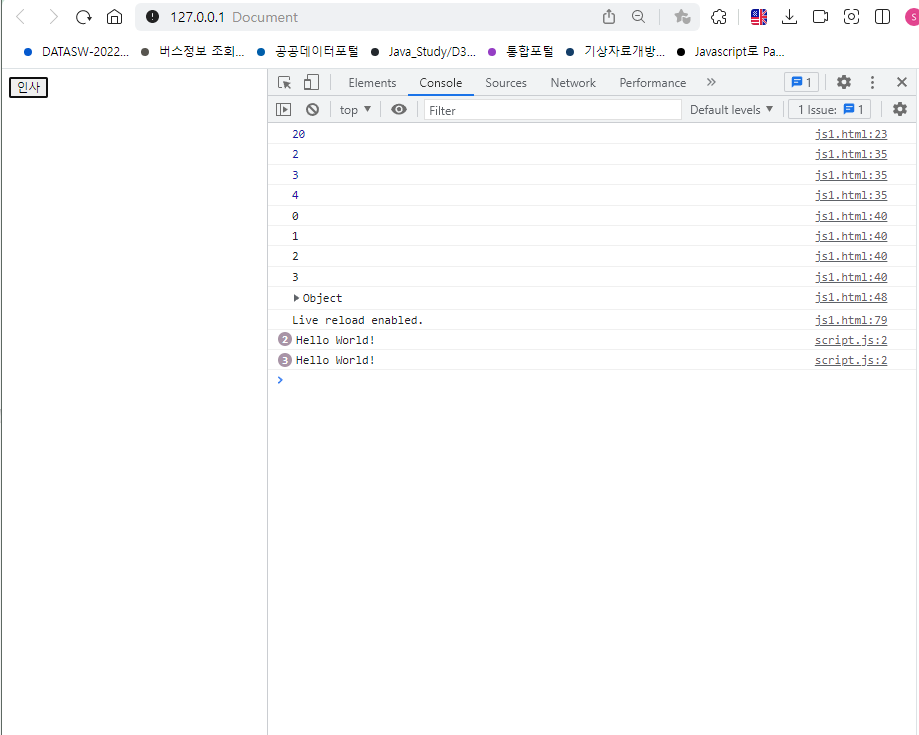 127.0.0.1 Document
DATASW-2022... 버스정보 조회... 공공데이터포털 Java_Study/D3... 통합포털 기상자료개방... Javascript로 Pa...
인사
Elements Console Sources Network Performance » 1
top Filter Default levels 1 Issue: 1
20 js1.html:23
2 js1.html:35
3 js1.html:35
4 js1.html:35
0 js1.html:40
1 js1.html:40
2 js1.html:40
3 js1.html:40
Object js1.html:48
Live reload enabled. js1.html:79
2 Hello World! script.js:2
3 Hello World! script.js:2
>